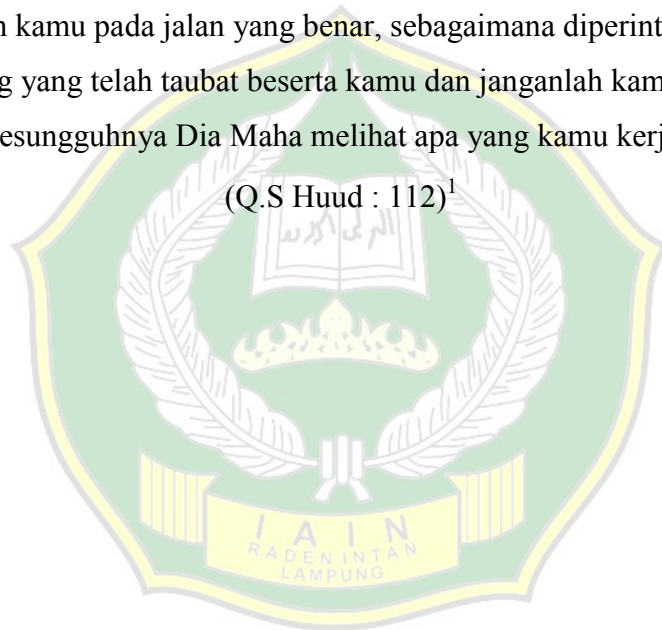 n kamu pada jalan yang benar, sebagaimana diperint
g yang telah taubat beserta kamu dan janganlah kam
esungguhnya Dia Maha melihat apa yang kamu kerj
(Q.S Huud : 112)1
IAIN
RADEN INTAN
LAMPUNG